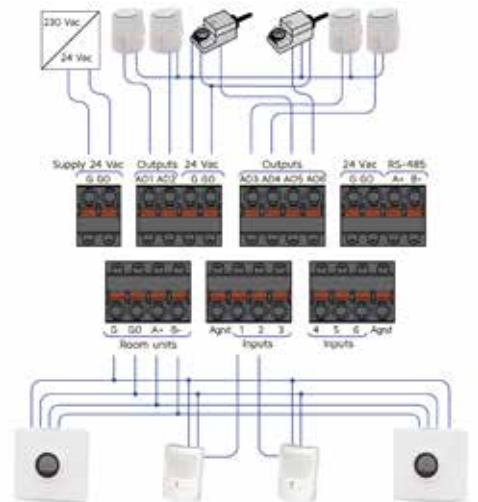 230 Vac
24 Vac
Supply 24 Vac Outputs 24 Vac Outputs 24 Vac RS-485
G G0 AO1 AO2 G G0 AO3 AO4 AO5 AO6 G G0 A+ B-
G G0 A+ B- Agnd 1 2 3 4 5 6 Agnd
Room units Inputs Inputs